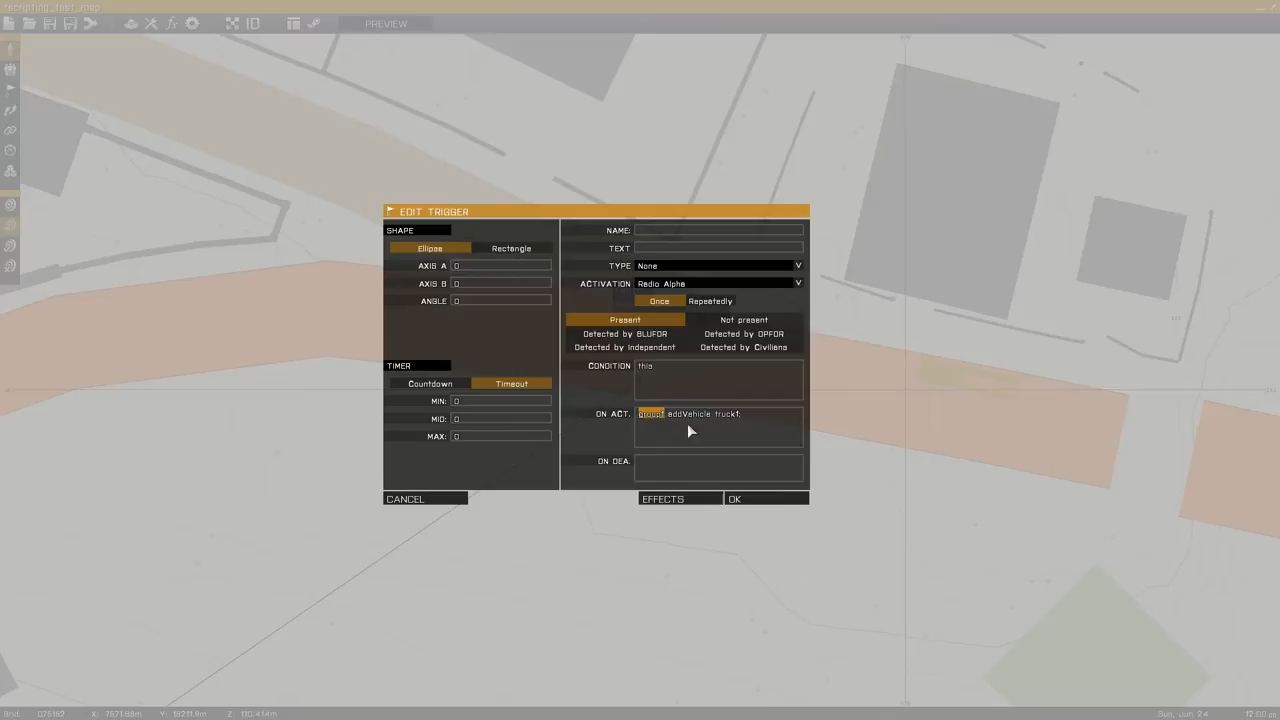 rscripting_test_map
PREVIEW
EDIT TRIGGER
SHAPE
Ellipse Rectangle
AXIS A 0
AXIS B 0
ANGLE 0
TIMER
Countdown Timeout
MIN: 0
MID: 0
MAX: 0
NAME:
TEXT
TYPE None
ACTIVATION Radio Alpha
Once Repeatedly
Present Not present
Detected by BLUFOR Detected by OPFOR
Detected by Independent Detected by Civilians
CONDITION this
ON ACT. group1 addVehicle truck1;
ON DEA.
CANCEL EFFECTS OK